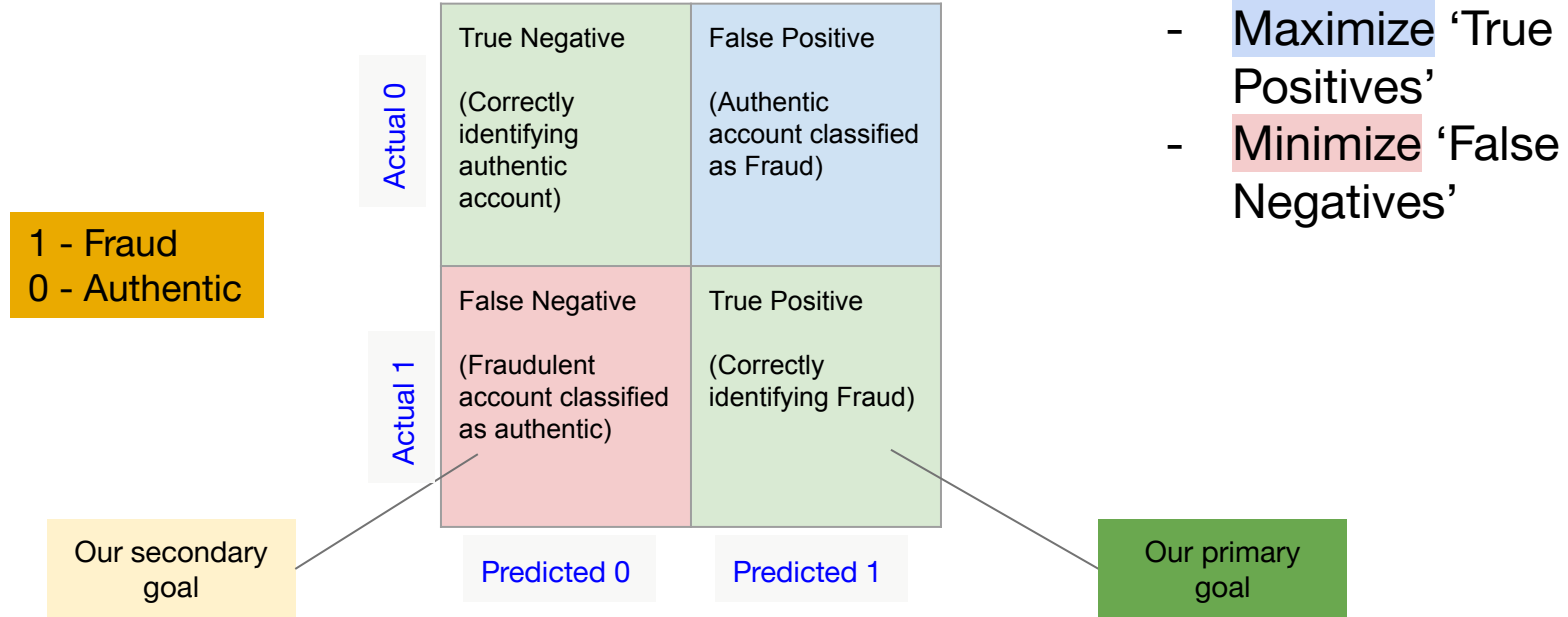 True Negative
(Correctly
identifying
authentic
account)
False Positive
(Authentic
account classified
as Fraud)
- Maximize ‘True
Positives’
- Minimize ‘False
Negatives’
Actual 0
1 - Fraud
0 - Authentic
False Negative
(Fraudulent
account classified
as authentic)
True Positive
(Correctly
identifying Fraud)
Actual 1
Our secondary
goal
Predicted 0
Predicted 1
Our primary
goal